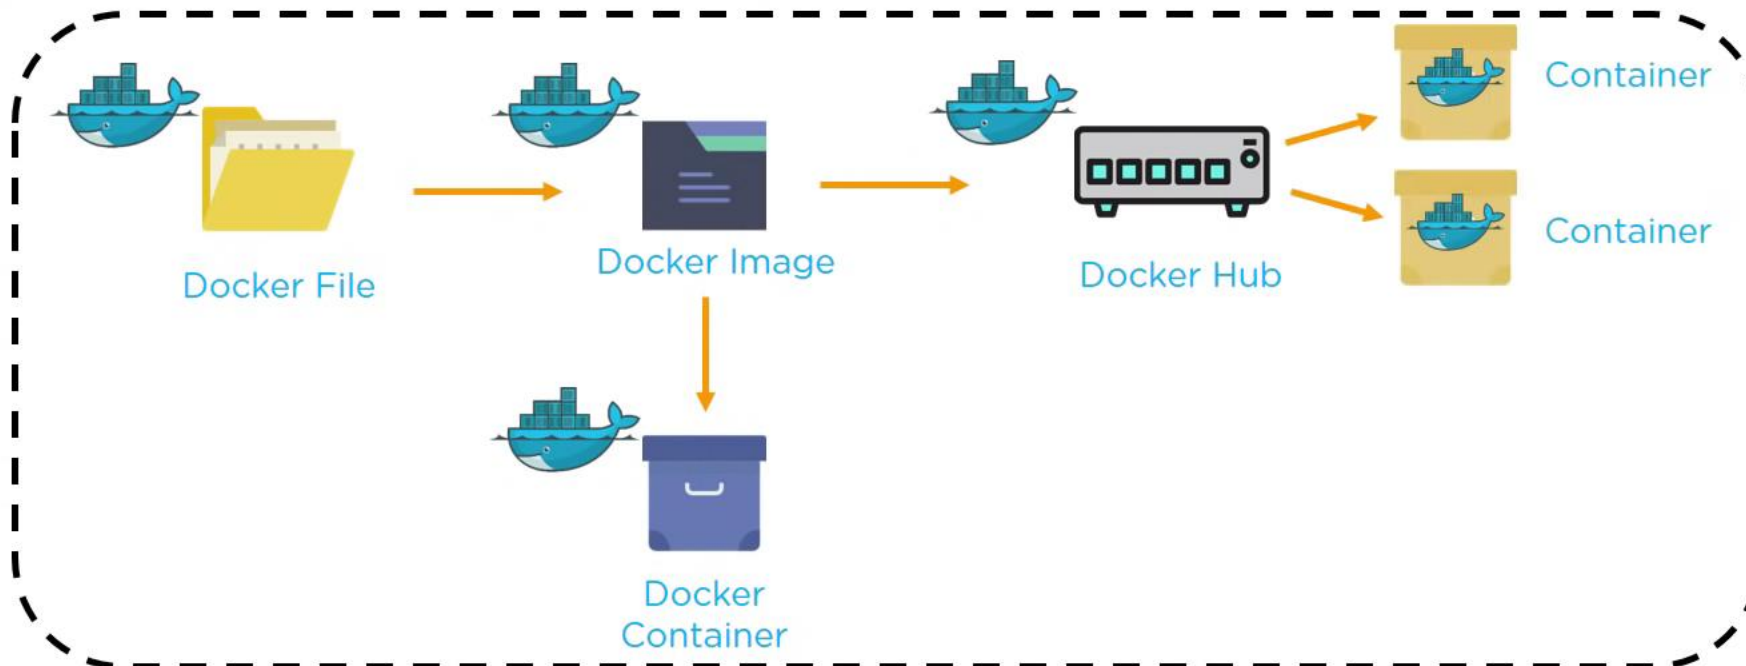 Container
Docker File
Docker Image
Docker Hub
Container
Docker
Container